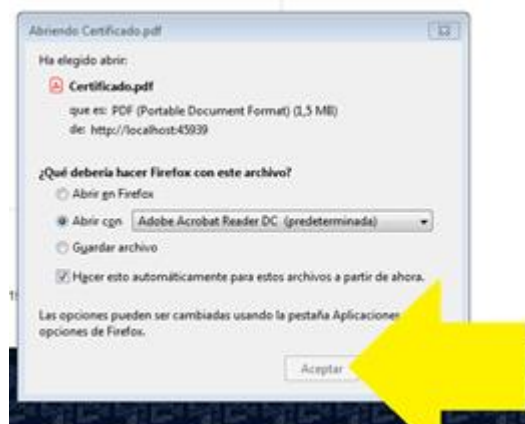 Abriendo Certificado.pdf
Ha elegido abrir:
Certificado.pdf
que es: PDF (Portable Document Format) (1,5 MB)
de: http://localhost:45939
¿Qué debería hacer Firefox con este archivo?
Abrir en Firefox
Abrir con Adobe Acrobat Reader DC (predeterminada)
Guardar archivo
Hacer esto automáticamente para estos archivos a partir de ahora.
Las opciones pueden ser cambiadas usando la pestaña Aplicaciones
opciones de Firefox.
Aceptar